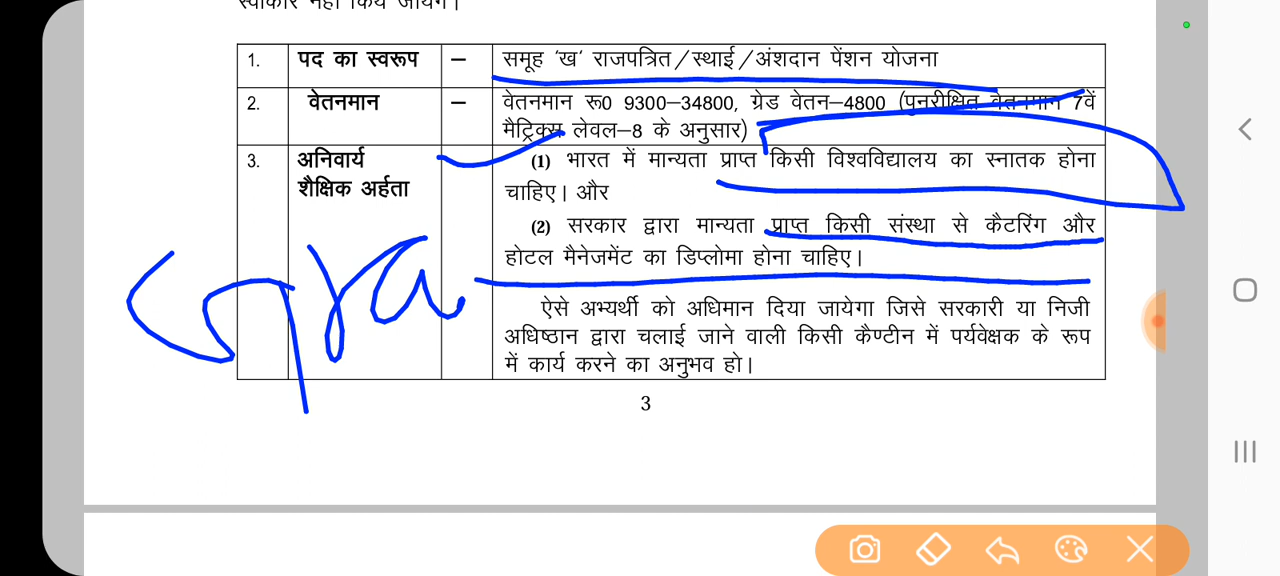 स्वीकार नहीं किये जायेंगे।
1. पद का स्वरूप – समूह 'ख' राजपत्रित/स्थाई/अंशदान पेंशन योजना
2. वेतनमान – वेतनमान रू0 9300–34800, ग्रेड वेतन–4800 (पुनरीक्षित वेतनमान 7वें
मैट्रिक्स लेवल–8 के अनुसार)
3. अनिवार्य – (1) भारत में मान्यता प्राप्त किसी विश्वविद्यालय का स्नातक होना
शैक्षिक अर्हता चाहिए। और
(2) सरकार द्वारा मान्यता प्राप्त किसी संस्था से कैटरिंग और
होटल मैनेजमेंट का डिप्लोमा होना चाहिए।
ऐसे अभ्यर्थी को अधिमान दिया जायेगा जिसे सरकारी या निजी
अधिष्ठान द्वारा चलाई जाने वाली किसी कैण्टीन में पर्यवेक्षक के रूप
में कार्य करने का अनुभव हो।
3